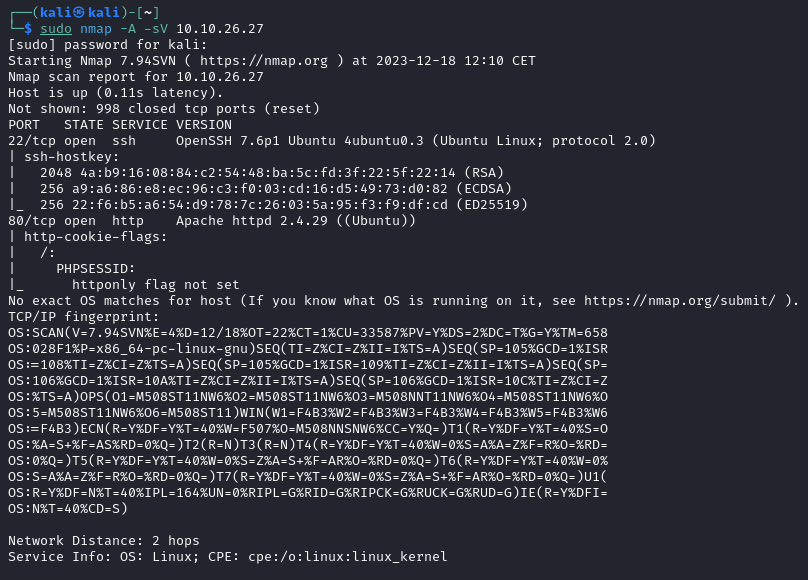 ┌──(kali㉿kali)-[~]
└─$ sudo nmap -A -sV 10.10.26.27
[sudo] password for kali:
Starting Nmap 7.94SVN ( https://nmap.org ) at 2023-12-18 12:10 CET
Nmap scan report for 10.10.26.27
Host is up (0.11s latency).
Not shown: 998 closed tcp ports (reset)
PORT   STATE SERVICE VERSION
22/tcp open  ssh     OpenSSH 7.6p1 Ubuntu 4ubuntu0.3 (Ubuntu Linux; protocol 2.0)
| ssh-hostkey:
|   2048 4a:b9:16:08:84:c2:54:48:ba:5c:fd:3f:22:5f:22:14 (RSA)
|   256 a9:a6:86:e8:ec:96:c3:f0:03:cd:16:d5:49:73:d0:82 (ECDSA)
|_  256 22:f6:b5:a6:54:d9:78:7c:26:03:5a:95:f3:f9:df:cd (ED25519)
80/tcp open  http    Apache httpd 2.4.29 ((Ubuntu))
| http-cookie-flags:
|   /:
|     PHPSESSID:
|_      httponly flag not set
No exact OS matches for host (If you know what OS is running on it, see https://nmap.org/submit/ ).
TCP/IP fingerprint:
OS:SCAN(V=7.94SVN%E=4%D=12/18%OT=22%CT=1%CU=33587%PV=Y%DS=2%DC=T%G=Y%TM=658
OS:028F1%P=x86_64-pc-linux-gnu)SEQ(TI=Z%CI=Z%II=I%TS=A)SEQ(SP=105%GCD=1%ISR
OS:=108%TI=Z%CI=Z%TS=A)SEQ(SP=105%GCD=1%ISR=109%TI=Z%CI=Z%II=I%TS=A)SEQ(SP=
OS:106%GCD=1%ISR=10A%TI=Z%CI=Z%II=I%TS=A)SEQ(SP=106%GCD=1%ISR=10C%TI=Z%CI=Z
OS:%TS=A)OPS(O1=M508ST11NW6%O2=M508ST11NW6%O3=M508NNT11NW6%O4=M508ST11NW6%O
OS:5=M508ST11NW6%O6=M508ST11)WIN(W1=F4B3%W2=F4B3%W3=F4B3%W4=F4B3%W5=F4B3%W6
OS:=F4B3)ECN(R=Y%DF=Y%T=40%W=F507%O=M508NNSNW6%CC=Y%Q=)T1(R=Y%DF=Y%T=40%S=O
OS:%A=S+%F=AS%RD=0%Q=)T2(R=N)T3(R=N)T4(R=Y%DF=Y%T=40%W=0%S=A%A=Z%F=R%O=%RD=
OS:0%Q=)T5(R=Y%DF=Y%T=40%W=0%S=Z%A=S+%F=AR%O=%RD=0%Q=)T6(R=Y%DF=Y%T=40%W=0%
OS:S=A%A=Z%F=R%O=%RD=0%Q=)T7(R=Y%DF=Y%T=40%W=0%S=Z%A=S+%F=AR%O=%RD=0%Q=)U1(
OS:R=Y%DF=N%T=40%IPL=164%UN=0%RIPL=G%RID=G%RIPCK=G%RUCK=G%RUD=G)IE(R=Y%DFI=
OS:N%T=40%CD=S)

Network Distance: 2 hops
Service Info: OS: Linux; CPE: cpe:/o:linux:linux_kernel